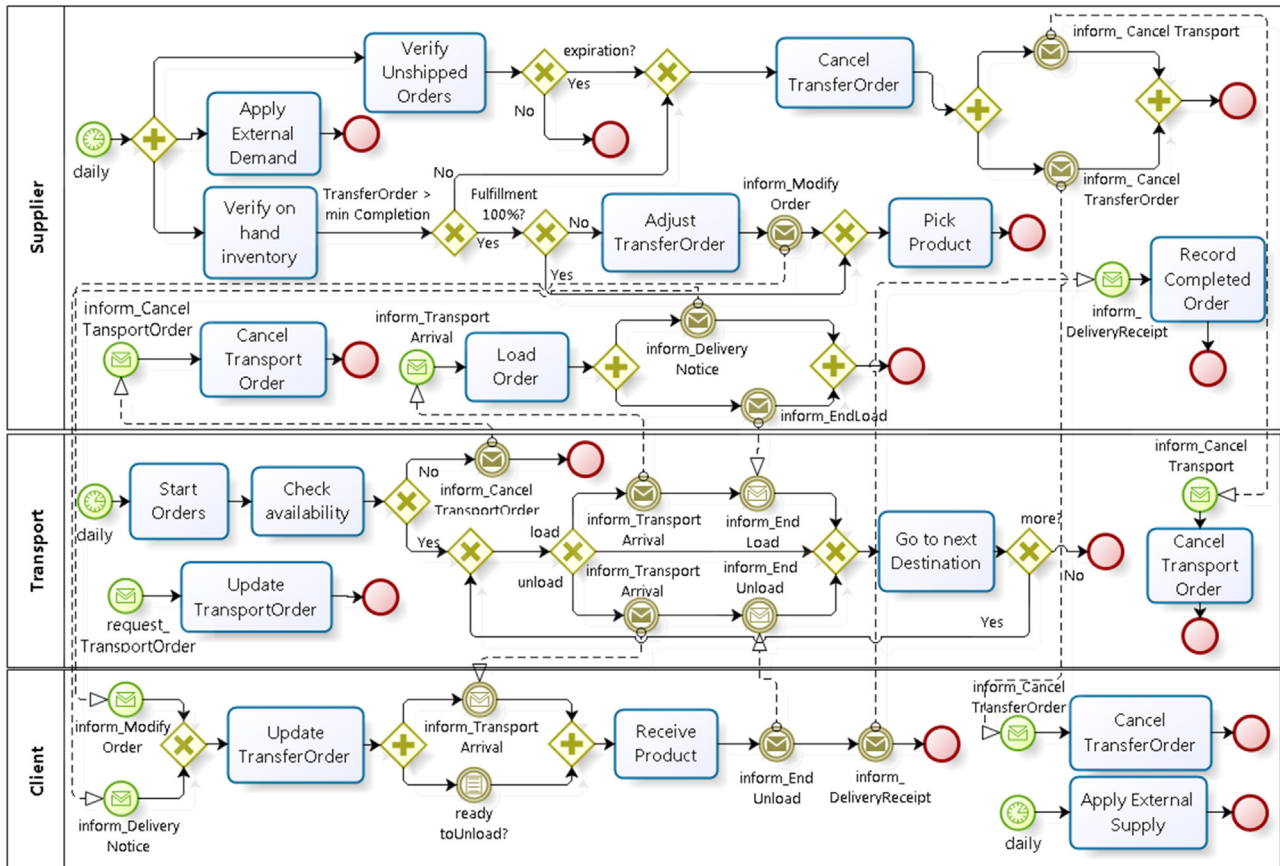 Supplier
Verify
Unshipped
Orders
expiration?
Yes
No
Cancel
TransferOrder
inform_ Cancel Transport
inform_ Cancel
TransferOrder
Apply
External
Demand
daily
Verify on
hand
inventory
TransferOrder >
min Completion
No
Yes
Fulfillment
100%?
No
Yes
Adjust
TransferOrder
inform_Modify
Order
Pick
Product
inform_
DeliveryReceipt
Record
Completed
Order
inform_Cancel
TansportOrder
Cancel
Transport
Order
inform_Transport
Arrival
Load
Order
inform_Delivery
Notice
inform_EndLoad
Transport
daily
Start
Orders
Check
availability
No
Yes
inform_Cancel
TransportOrder
load
unload
inform_Transport
Arrival
inform_End
Load
inform_Transport
Arrival
inform_End
Unload
Go to next
Destination
more?
No
Yes
inform_Cancel
Transport
Cancel
Transport
Order
request_
TransportOrder
Update
TransportOrder
Client
inform_Modify
Order
inform_Delivery
Notice
Update
TransferOrder
inform_Transport
Arrival
ready
toUnload?
Receive
Product
inform_End
Unload
inform_
DeliveryReceipt
inform_Cancel
TransferOrder
Cancel
TransferOrder
daily
Apply External
Supply